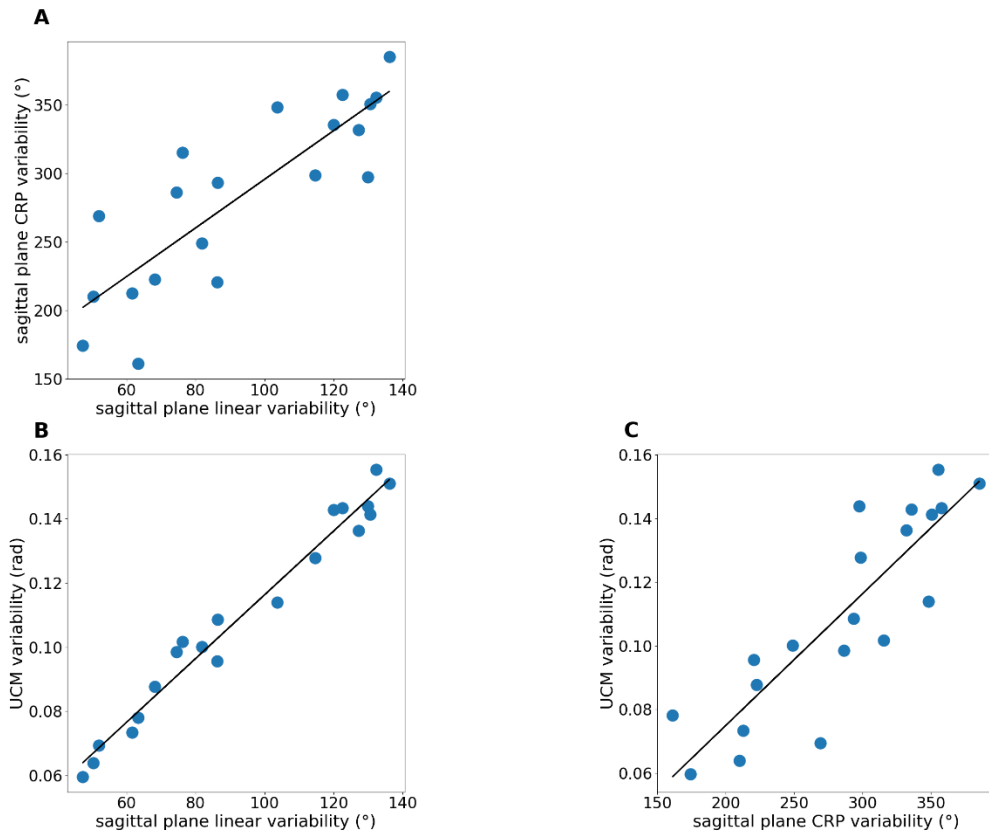 A
sagittal plane CRP variability (°)
350
300
250
200
150
60 80 100 120 140
sagittal plane linear variability (°)
B
UCM variability (rad)
0.16
0.14
0.12
0.10
0.08
0.06
60 80 100 120 140
sagittal plane linear variability (°)
C
UCM variability (rad)
0.16
0.14
0.12
0.10
0.08
0.06
150 200 250 300 350
sagittal plane CRP variability (°)